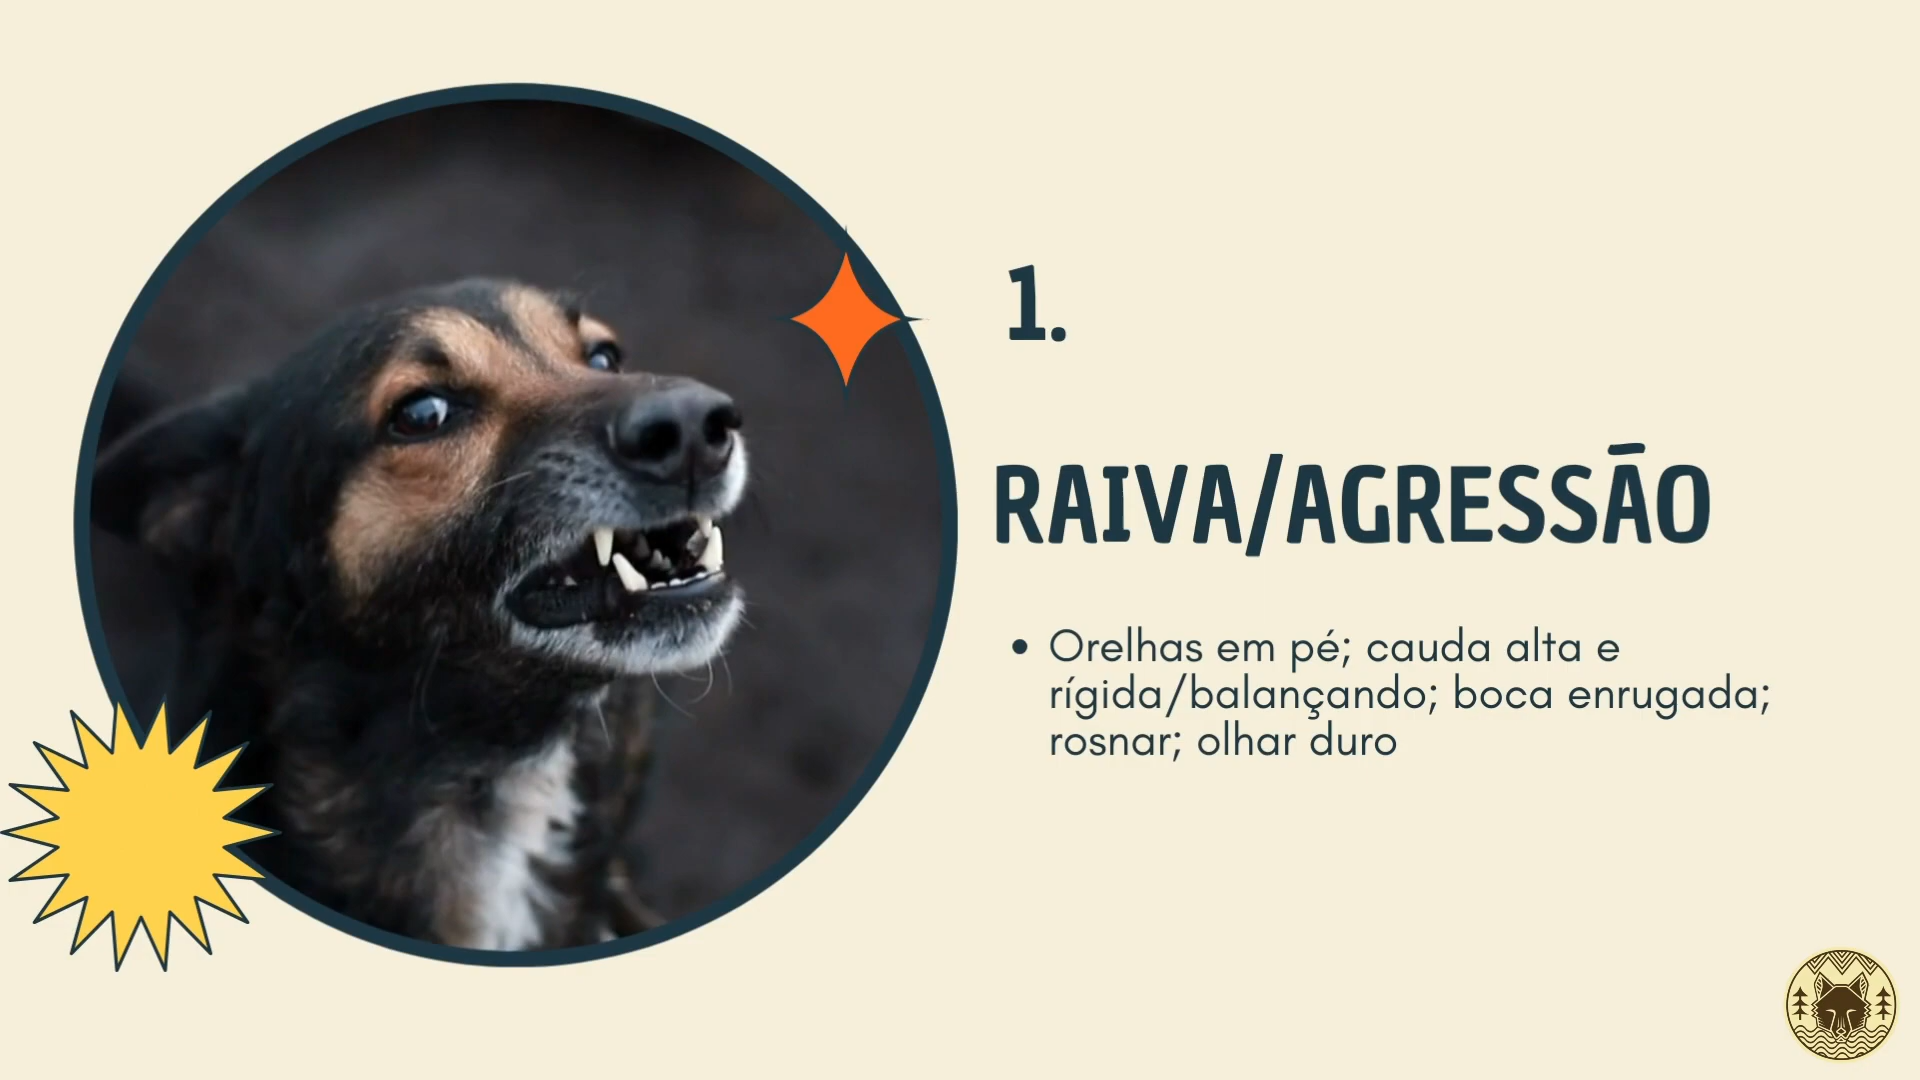 1.
RAIVA/AGRESSÃO
• Orelhas em pé; cauda alta e
rígida/balançando; boca enrugada;
rosnar; olhar duro